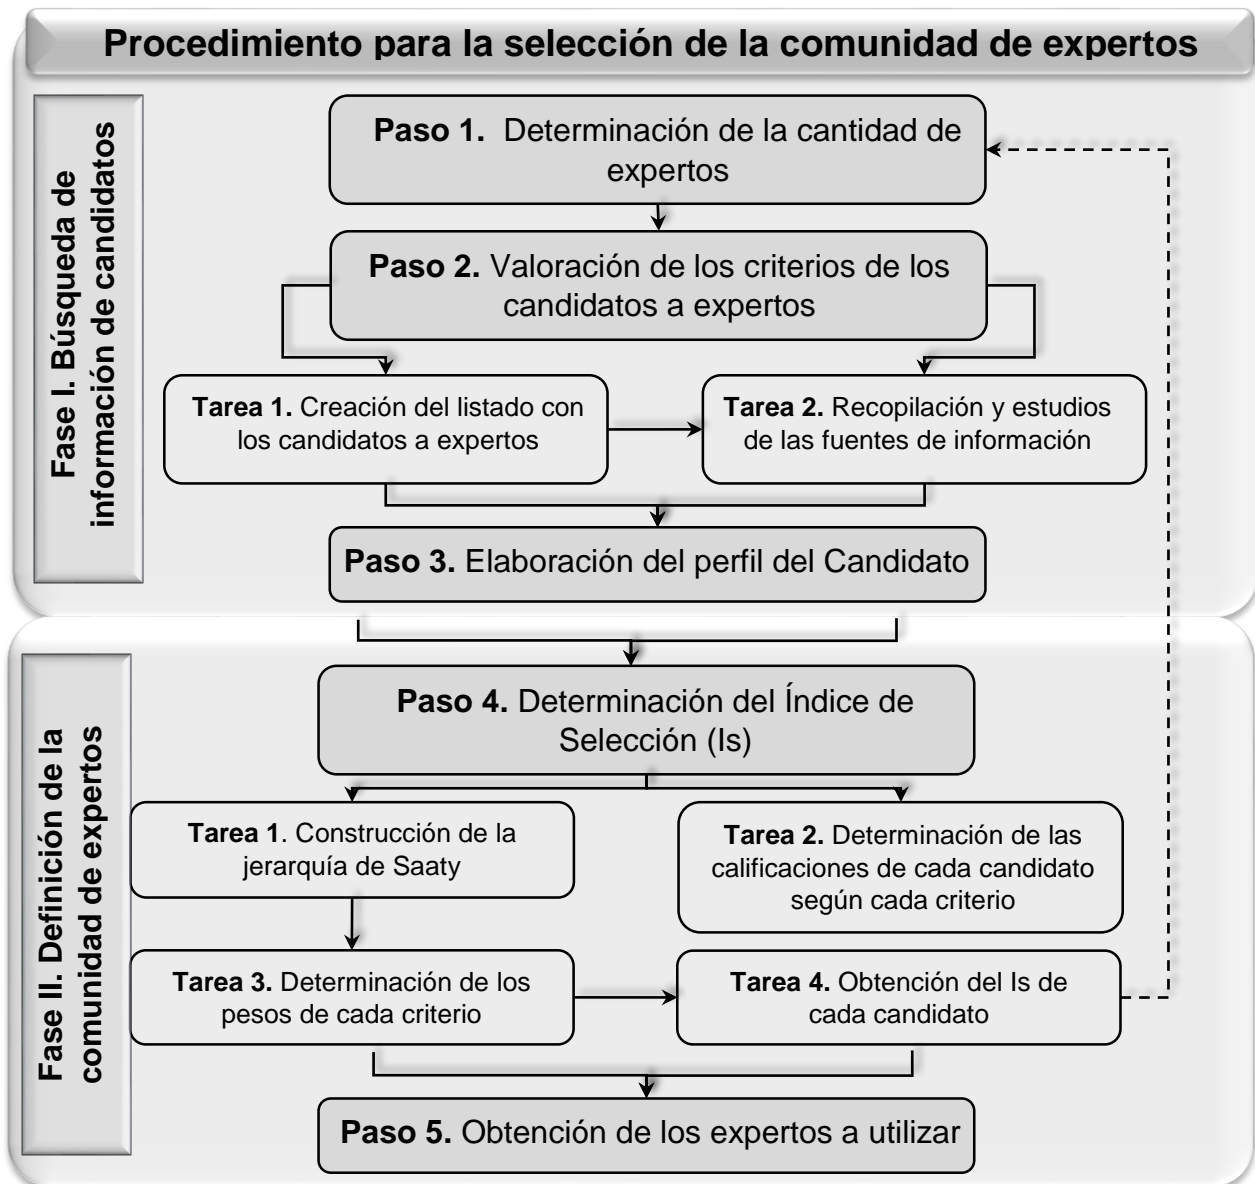 Procedimiento para la selección de la comunidad de expertos
Fase I. Búsqueda de
información de candidatos
Paso 1. Determinación de la cantidad de
expertos
Paso 2. Valoración de los criterios de los
candidatos a expertos
Tarea 1. Creación del listado con
los candidatos a expertos
Tarea 2. Recopilación y estudios
de las fuentes de información
Paso 3. Elaboración del perfil del Candidato
Fase II. Definición de la
comunidad de expertos
Paso 4. Determinación del Índice de
Selección (Is)
Tarea 1. Construcción de la
jerarquía de Saaty
Tarea 2. Determinación de las
calificaciones de cada candidato
según cada criterio
Tarea 3. Determinación de los
pesos de cada criterio
Tarea 4. Obtención del Is de
cada candidato
Paso 5. Obtención de los expertos a utilizar